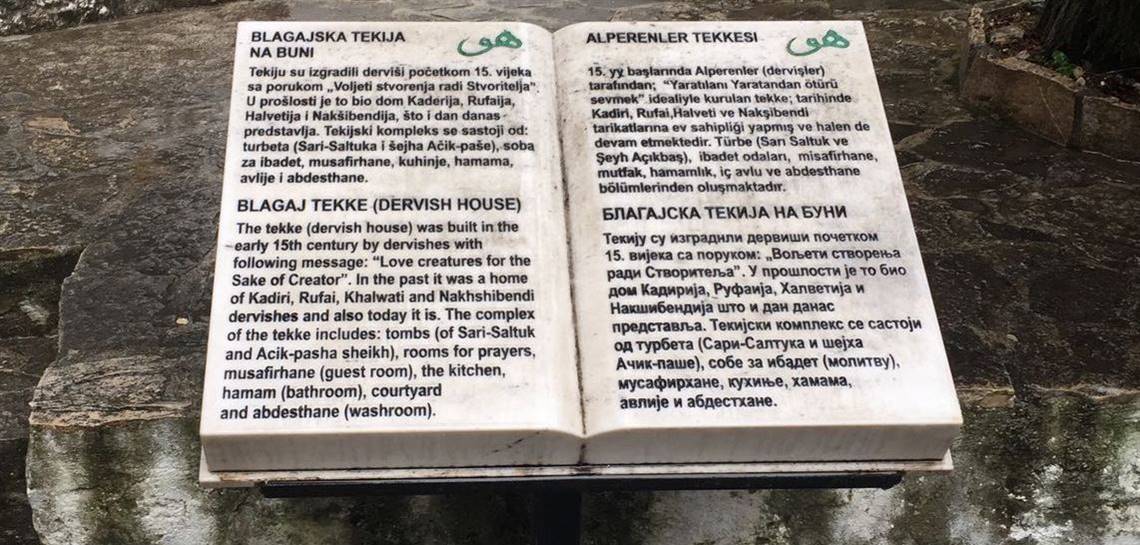 BLAGAJSKA TEKIJA
NA BUNI
هو
Tekiju su izgradili derviši početkom 15. vijeka
sa porukom „Voljeti stvorenja radi Stvoritelja“.
U prošlosti je to bio dom Kaderija, Rufaija,
Halvetija i Nakšibendija, što i dan danas
predstavlja. Tekijski kompleks se sastoji od:
turbeta (Sari-Saltuka i šejha Ačik-paše), soba
za ibadet, musafirhane, kuhinje, hamama,
avlije i abdesthane.
BLAGAJ TEKKE (DERVISH HOUSE)
The tekke (dervish house) was built in the
early 15th century by dervishes with
following message: “Love creatures for the
Sake of Creator”. In the past it was a home
of Kadiri, Rufai, Khalwati and Nakhshibendi
dervishes and also today it is. The complex
of the tekke includes: tombs (of Sari-Saltuk
and Acik-pasha sheikh), rooms for prayers,
musafirhane (guest room), the kitchen,
hamam (bathroom), courtyard
and abdesthane (washroom).
ALPERENLER TEKKESI
هو
15. yy başlarında Alperenler (dervişler)
tarafından; “Yaratılanı Yaratandan ötürü
sevmek” idealiyle kurulan tekke; tarihinde
Kadiri, Rufai,Halveti ve Nakşibendi
tarikatlarına ev sahipliği yapmış ve halen de
devam etmektedir. Türbe (Sarı Saltuk ve
Şeyh Açıkbaş), ibadet odaları, misafirhane,
mutfak, hamamlık, iç avlu ve abdesthane
bölümlerinden oluşmaktadır.
БЛАГАЈСКА ТЕКИЈА НА БУНИ
Текију су изградили дервиши почетком
15. вијека са поруком: „Вољети створења
ради Створитеља”. У прошлости је то био
дом Кадирија, Руфаија, Халветија и
Накшибендија што и дан данас
представља. Текијски комплекс се састоји
од турбета (Сари-Салтука и шејха
Ачик-паше), собе за ибадет (молитву),
мусафирхане, кухиње, хамама,
авлије и абдестхане.